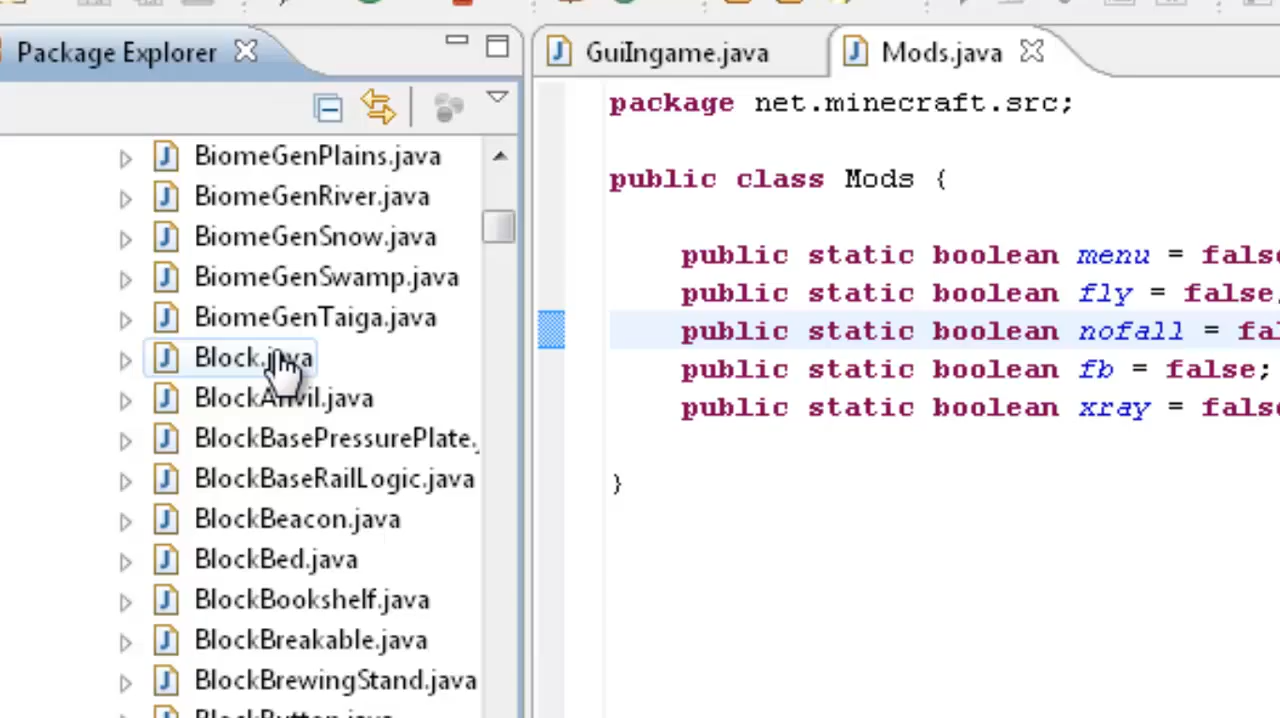 Package Explorer
GuiIngame.java
Mods.java
BiomeGenPlains.java
BiomeGenRiver.java
BiomeGenSnow.java
BiomeGenSwamp.java
BiomeGenTaiga.java
Block.java
BlockAnvil.java
BlockBasePressurePlate.
BlockBaseRailLogic.java
BlockBeacon.java
BlockBed.java
BlockBookshelf.java
BlockBreakable.java
BlockBrewingStand.java
BlockButton.java
package net.minecraft.src;
public class Mods {
public static boolean menu = false
public static boolean fly = false
public static boolean nofall = fal
public static boolean fb = false;
public static boolean xray = false
}